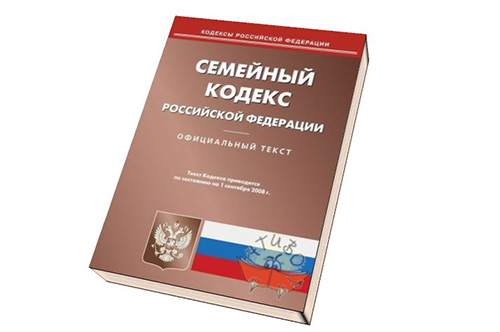 КОДЕКСЫ РОССИЙСКОЙ ФЕДЕРАЦИИ
СЕМЕЙНЫЙ
КОДЕКС
РОССИЙСКОЙ ФЕДЕРАЦИИ
ОФИЦИАЛЬНЫЙ ТЕКСТ
Текст Кодекса приводится
по состоянию на 1 сентября 2008 г.